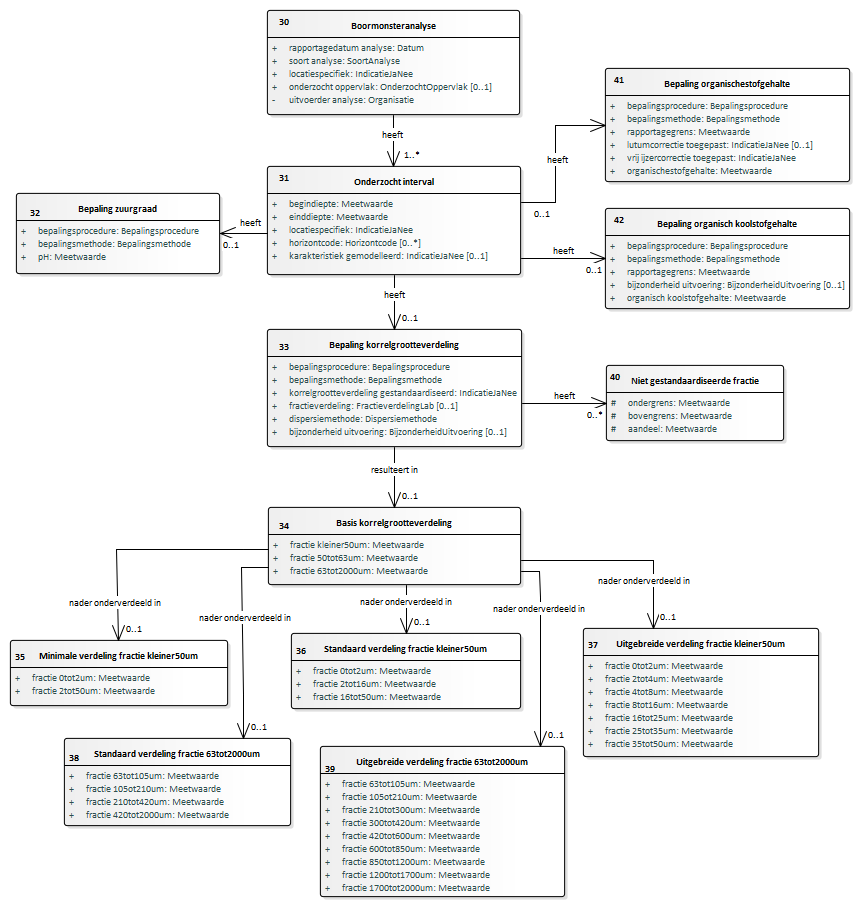 30
Boormonsteranalyse
+ rapportagedatum analyse: Datum
+ soort analyse: SoortAnalyse
+ locatiespecifiek: IndicatieJaNee
+ onderzocht oppervlak: OnderzochtOppervlak [0..1]
- uitvoerder analyse: Organisatie
heeft
1..*
41
Bepaling organischestofgehalte
+ bepalingsprocedure: Bepalingsprocedure
+ bepalingsmethode: Bepalingsmethode
+ rapportagegrens: Meetwaarde
+ lutumcorrectie toegepast: IndicatieJaNee [0..1]
+ vrij ijzercorrectie toegepast: IndicatieJaNee
+ organischestofgehalte: Meetwaarde
heeft
0..1
31
Onderzocht interval
+ begindiepte: Meetwaarde
+ einddiepte: Meetwaarde
+ locatiespecifiek: IndicatieJaNee
+ horizontcode: Horizontcode [0..*]
+ karakteristiek gemodelleerd: IndicatieJaNee [0..1]
32
Bepaling zuurgraad
+ bepalingsprocedure: Bepalingsprocedure
+ bepalingsmethode: Bepalingsmethode
+ pH: Meetwaarde
heeft
0..1
42
Bepaling organisch koolstofgehalte
+ bepalingsprocedure: Bepalingsprocedure
+ bepalingsmethode: Bepalingsmethode
+ rapportagegrens: Meetwaarde
+ bijzonderheid uitvoering: BijzonderheidUitvoering [0..1]
+ organisch koolstofgehalte: Meetwaarde
heeft
0..1
heeft
0..1
33
Bepaling korrelgrootteverdeling
+ bepalingsprocedure: Bepalingsprocedure
+ bepalingsmethode: Bepalingsmethode
+ korrelgrootteverdeling gestandaardiseerd: IndicatieJaNee
+ fractieverdeling: FractieverdelingLab [0..1]
+ dispersiemethode: Dispersiemethode
+ bijzonderheid uitvoering: BijzonderheidUitvoering [0..1]
heeft
0..*
40
Niet gestandaardiseerde fractie
# ondergrens: Meetwaarde
# bovengrens: Meetwaarde
# aandeel: Meetwaarde
resulteert in
0..1
34
Basis korrelgrootteverdeling
+ fractie kleiner50um: Meetwaarde
+ fractie 50tot63um: Meetwaarde
+ fractie 63tot2000um: Meetwaarde
nader onderverdeeld in
0..1
nader onderverdeeld in
0..1
nader onderverdeeld in
0..1
nader onderverdeeld in
0..1
nader onderverdeeld in
0..1
35
Minimale verdeling fractie kleiner50um
+ fractie 0tot2um: Meetwaarde
+ fractie 2tot50um: Meetwaarde
36
Standaard verdeling fractie kleiner50um
+ fractie 0tot2um: Meetwaarde
+ fractie 2tot16um: Meetwaarde
+ fractie 16tot50um: Meetwaarde
37
Uitgebreide verdeling fractie kleiner50um
+ fractie 0tot2um: Meetwaarde
+ fractie 2tot4um: Meetwaarde
+ fractie 4tot8um: Meetwaarde
+ fractie 8tot16um: Meetwaarde
+ fractie 16tot25um: Meetwaarde
+ fractie 25tot35um: Meetwaarde
+ fractie 35tot50um: Meetwaarde
38
Standaard verdeling fractie 63tot2000um
+ fractie 63tot105um: Meetwaarde
+ fractie 105ot210um: Meetwaarde
+ fractie 210tot420um: Meetwaarde
+ fractie 420tot2000um: Meetwaarde
39
Uitgebreide verdeling fractie 63tot2000um
+ fractie 63tot105um: Meetwaarde
+ fractie 105ot210um: Meetwaarde
+ fractie 210tot300um: Meetwaarde
+ fractie 300tot420um: Meetwaarde
+ fractie 420tot600um: Meetwaarde
+ fractie 600tot850um: Meetwaarde
+ fractie 850tot1200um: Meetwaarde
+ fractie 1200tot1700um: Meetwaarde
+ fractie 1700tot2000um: Meetwaarde